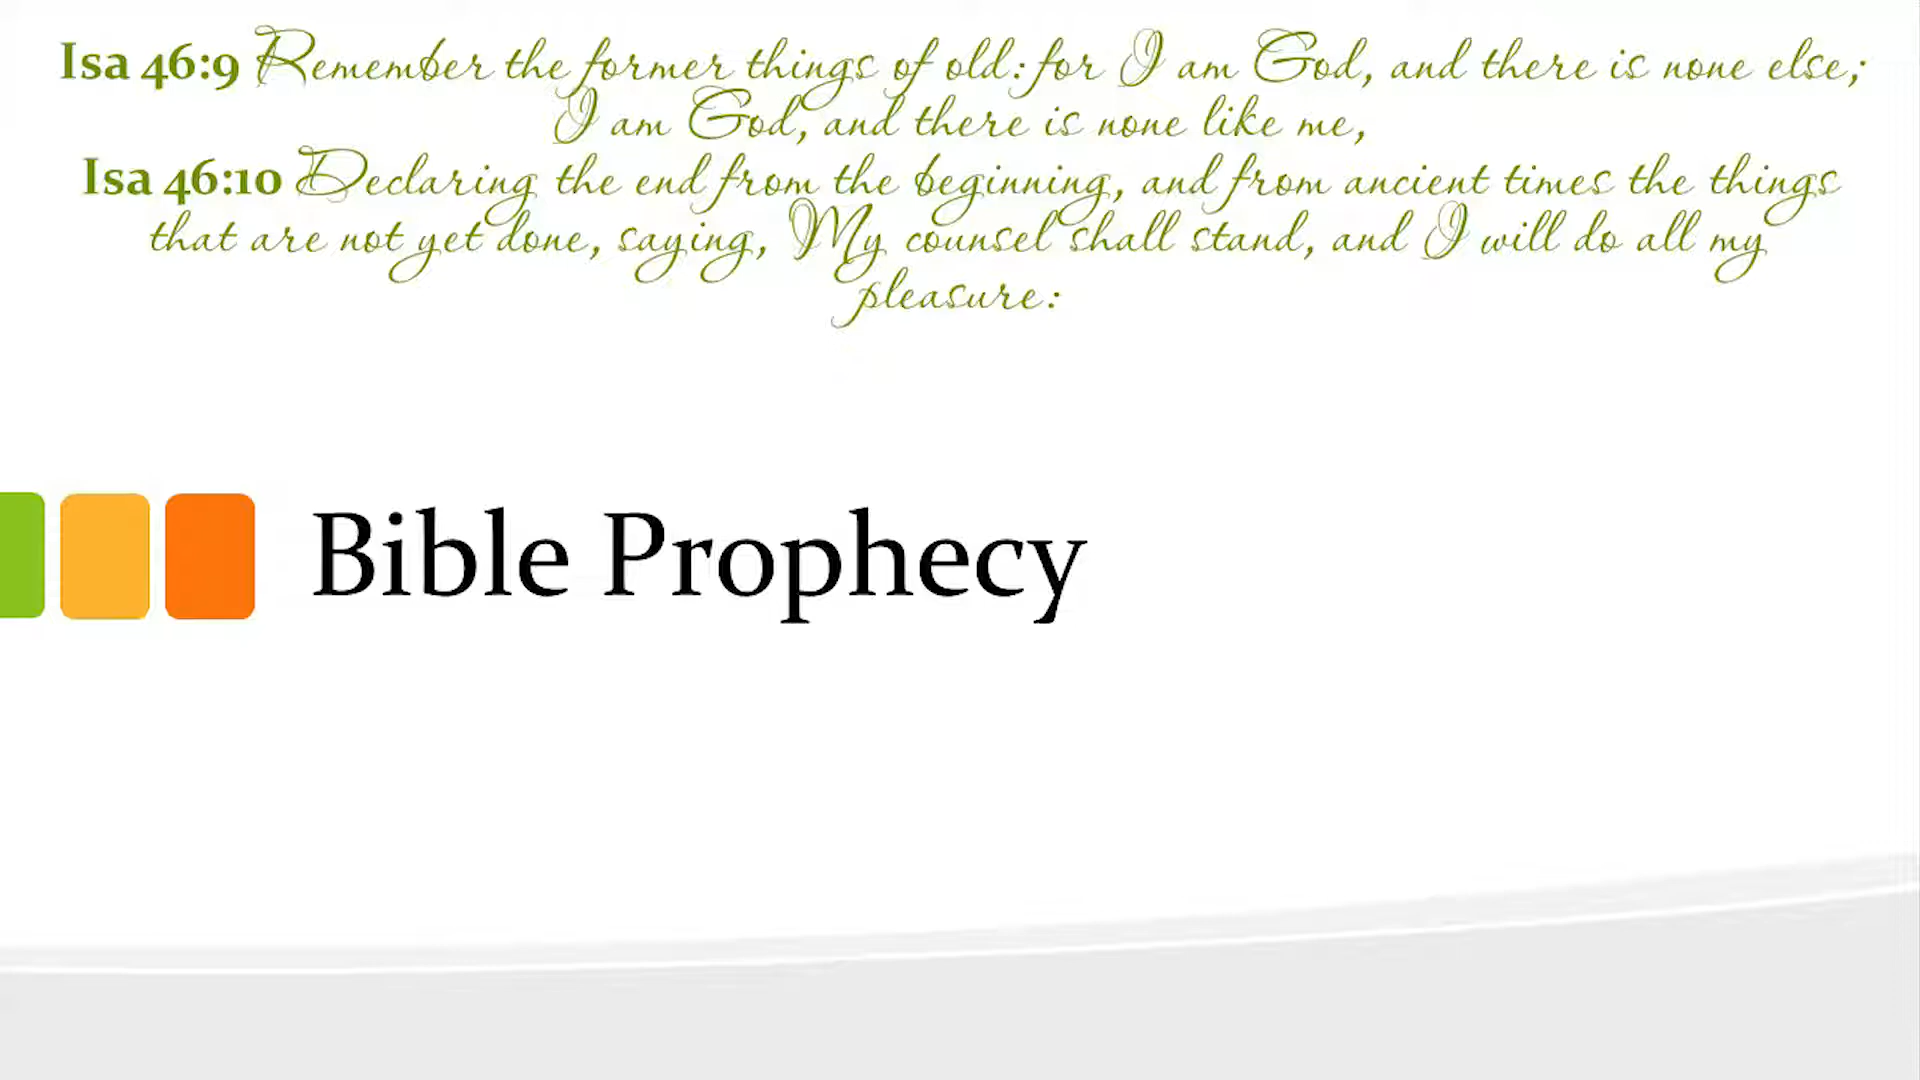 Isa 46:9 Remember the former things of old: for I am God, and there is none else;
I am God, and there is none like me,
Isa 46:10 Declaring the end from the beginning, and from ancient times the things
that are not yet done, saying, My counsel shall stand, and I will do all my
pleasure:
Bible Prophecy